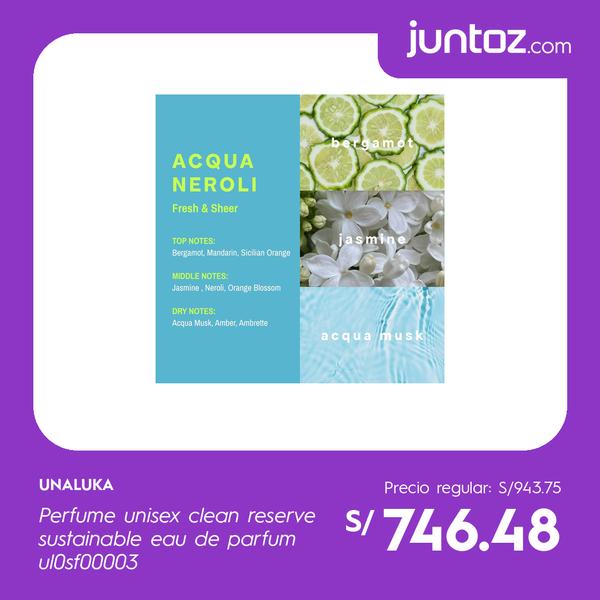 juntoz.com
ACQUA
NEROLI
Fresh & Sheer
TOP NOTES:
Bergamot, Mandarin, Sicilian Orange
MIDDLE NOTES:
Jasmine , Neroli, Orange Blossom
DRY NOTES:
Acqua Musk, Amber, Ambrette
bergamot
jasmine
acqua musk
UNALUKA
Perfume unisex clean reserve
sustainable eau de parfum
ul0sf00003
Precio regular: S/943.75
S/ 746.48